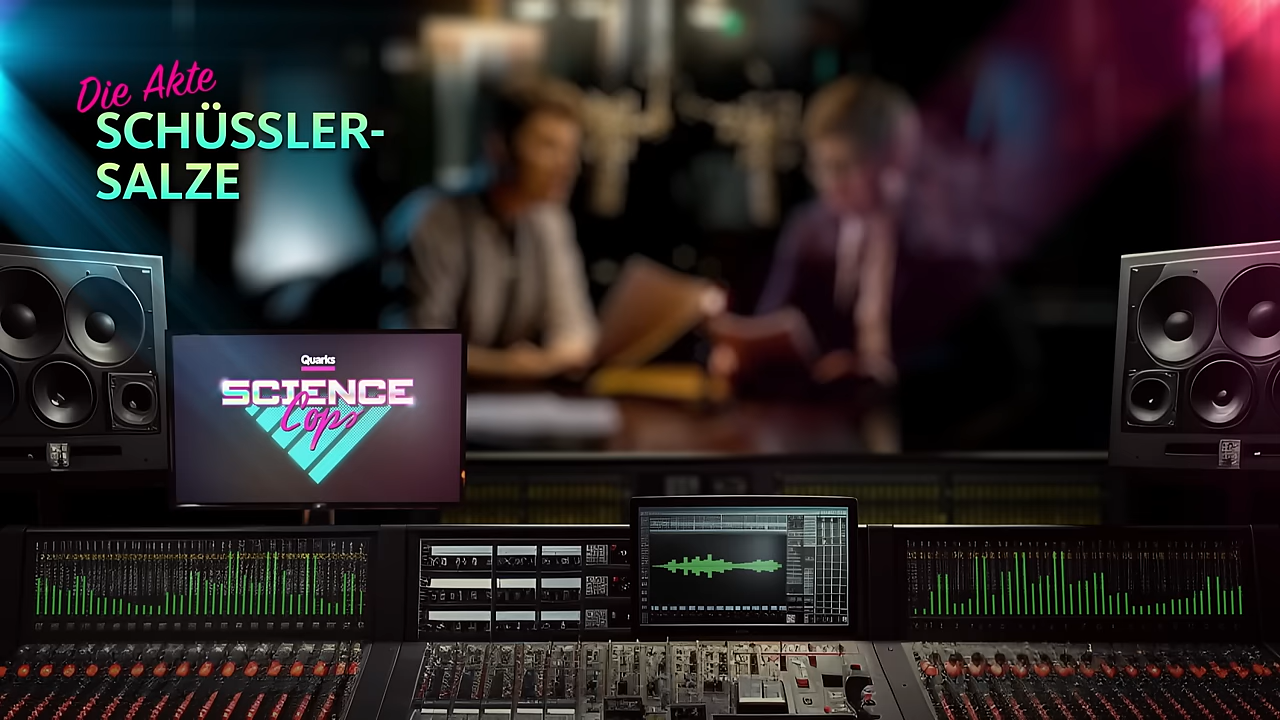 Die Akte
SCHÜSSLER-
SALZE
Quarks
SCIENCE
Cops